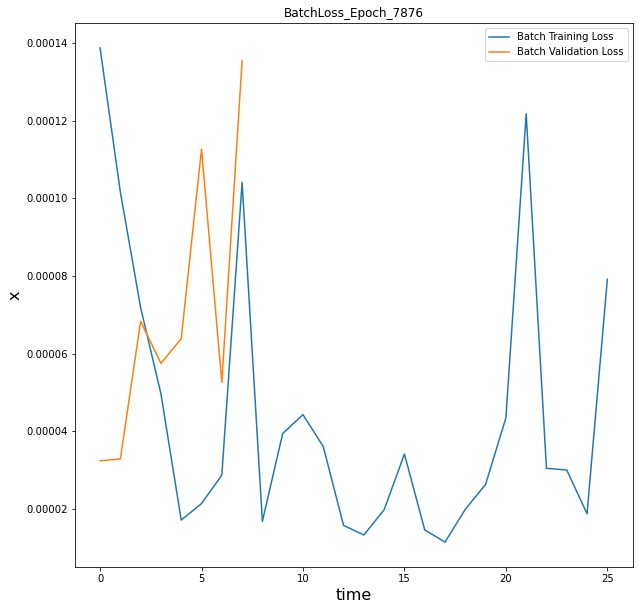 BatchLoss_Epoch_7876
Batch Training Loss
Batch Validation Loss
0.00014
0.00012
0.00010
0.00008
0.00006
0.00004
0.00002
x
0 5 10 15 20 25
time